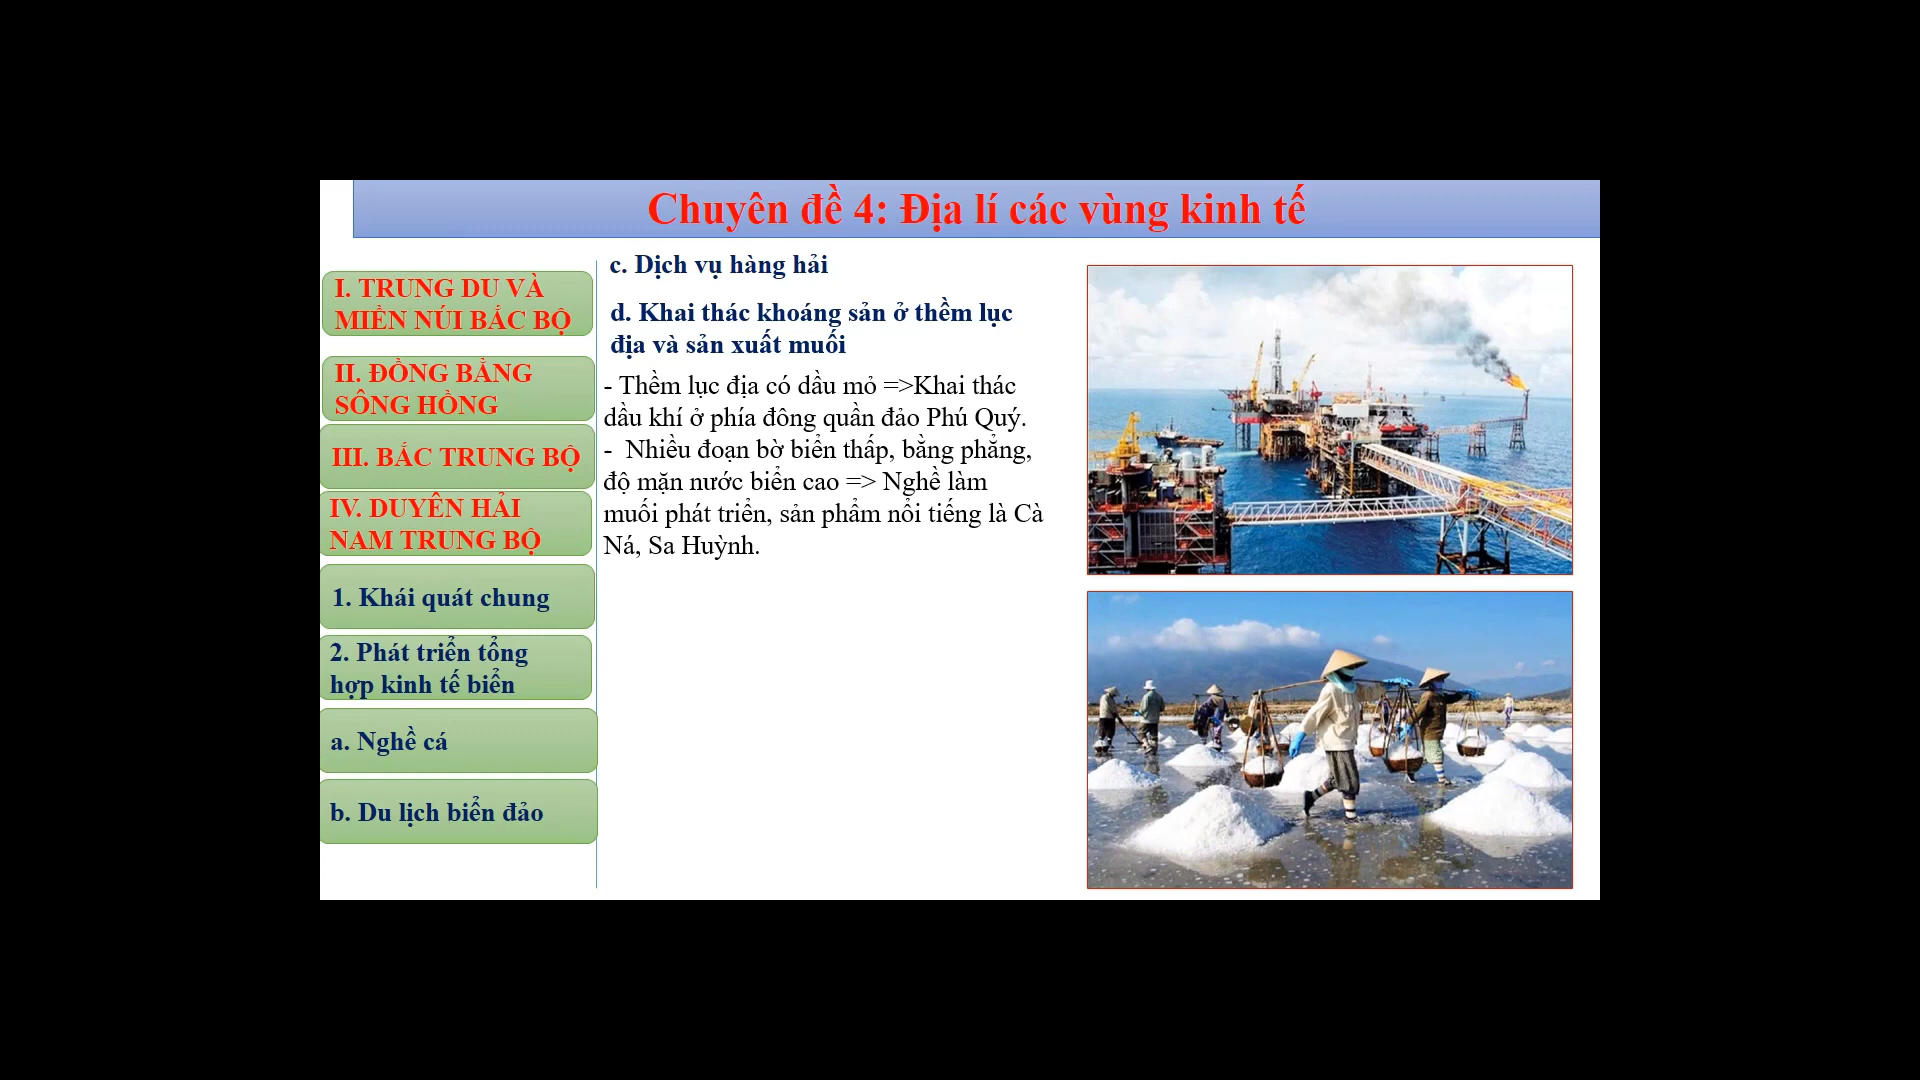 Chuyên đề 4: Địa lí các vùng kinh tế
I. TRUNG DU VÀ
MIỀN NÚI BẮC BỘ
II. ĐỒNG BẰNG
SÔNG HỒNG
III. BẮC TRUNG BỘ
IV. DUYÊN HẢI
NAM TRUNG BỘ
1. Khái quát chung
2. Phát triển tổng
hợp kinh tế biển
a. Nghề cá
b. Du lịch biển đảo
c. Dịch vụ hàng hải
d. Khai thác khoáng sản ở thềm lục
địa và sản xuất muối
- Thềm lục địa có dầu mỏ =>Khai thác
dầu khí ở phía đông quần đảo Phú Quý.
- Nhiều đoạn bờ biển thấp, bằng phẳng,
độ mặn nước biển cao => Nghề làm
muối phát triển, sản phẩm nổi tiếng là Cà
Ná, Sa Huỳnh.